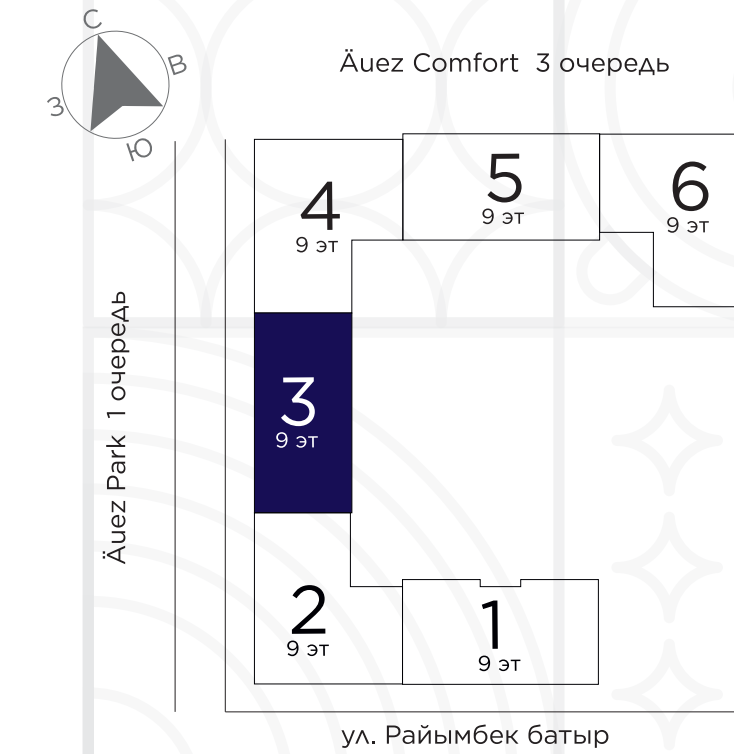 С
В
З
Ю
Äuez Comfort 3 очередь
4
9 эт
5
9 эт
6
9 эт
Äuez Park 1 очередь
3
9 эт
2
9 эт
1
9 эт
ул. Райымбек батыр